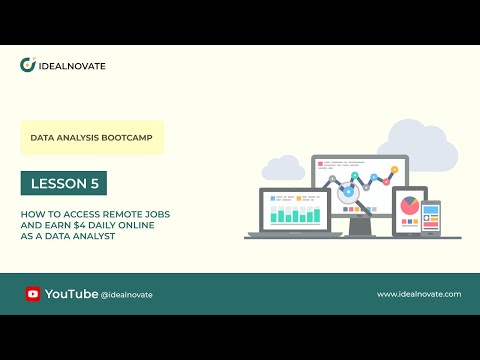 IDEALNOVATE
DATA ANALYSIS BOOTCAMP
LESSON 5
HOW TO ACCESS REMOTE JOBS
AND EARN $4 DAILY ONLINE
AS A DATA ANALYST
YouTube @idealnovate
www.idealnovate.com